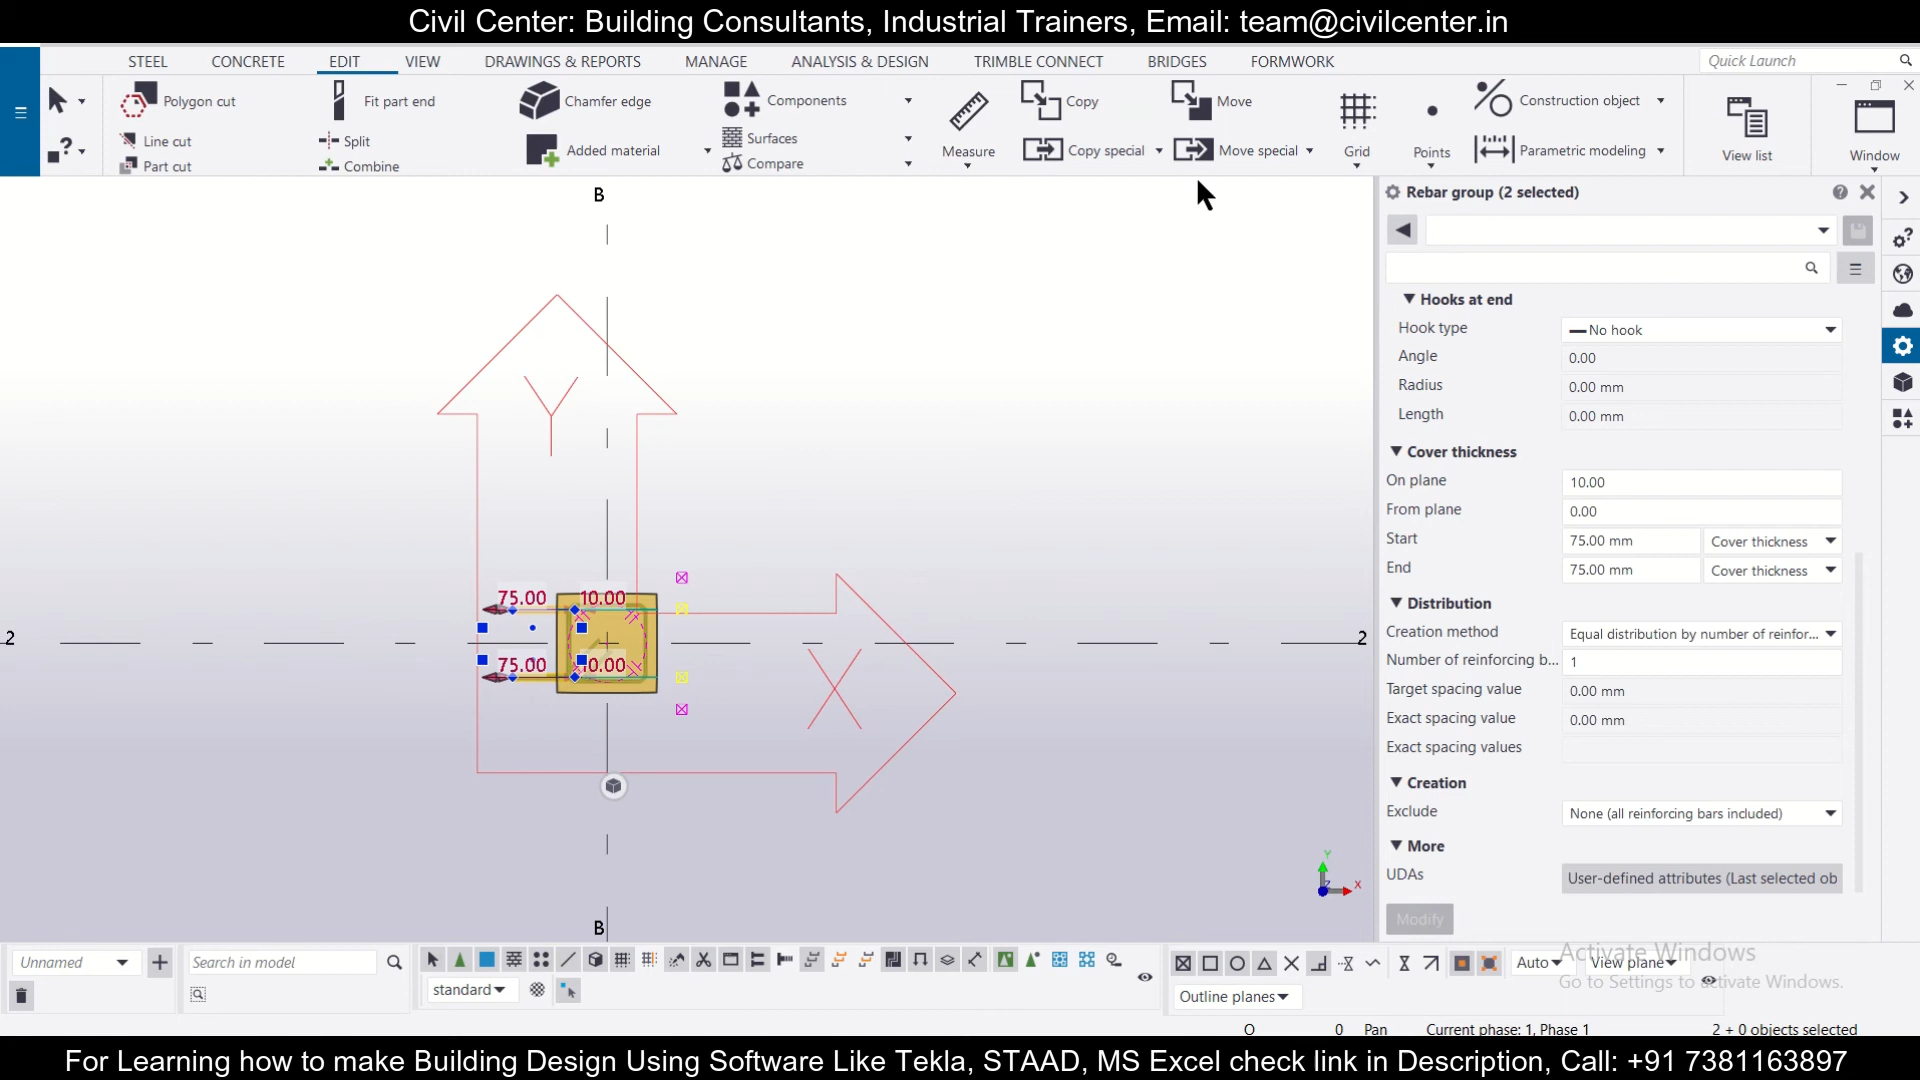 Civil Center: Building Consultants, Industrial Trainers, Email: team@civilcenter.in
STEEL CONCRETE EDIT VIEW DRAWINGS & REPORTS MANAGE ANALYSIS & DESIGN TRIMBLE CONNECT BRIDGES FORMWORK Quick Launch
Polygon cut Fit part end Chamfer edge Components Copy Move Construction object
Line cut Split Added material Surfaces Measure Copy special Move special Grid Points Parametric modeling View list Window
Part cut Combine Compare
B
Rebar group (2 selected)
Hooks at end
Hook type No hook
Angle 0.00
Radius 0.00 mm
Length 0.00 mm
Y
Cover thickness
On plane 10.00
From plane 0.00
Start 75.00 mm Cover thickness
End 75.00 mm Cover thickness
75.00 10.00
Distribution
Creation method Equal distribution by number of reinfor...
2 2
Number of reinforcing b... 1
75.00 10.00
X
Target spacing value 0.00 mm
Exact spacing value 0.00 mm
Exact spacing values
Creation
Exclude None (all reinforcing bars included)
More
UDAs User-defined attributes (Last selected ob
Y
X
Modify
B
Unnamed Search in model Auto View plane
Activate Windows
Go to Settings to activate Windows.
standard Outline planes
O 0 Pan Current phase: 1, Phase 1 2 + 0 objects selected
For Learning how to make Building Design Using Software Like Tekla, STAAD, MS Excel check link in Description, Call: +91 7381163897